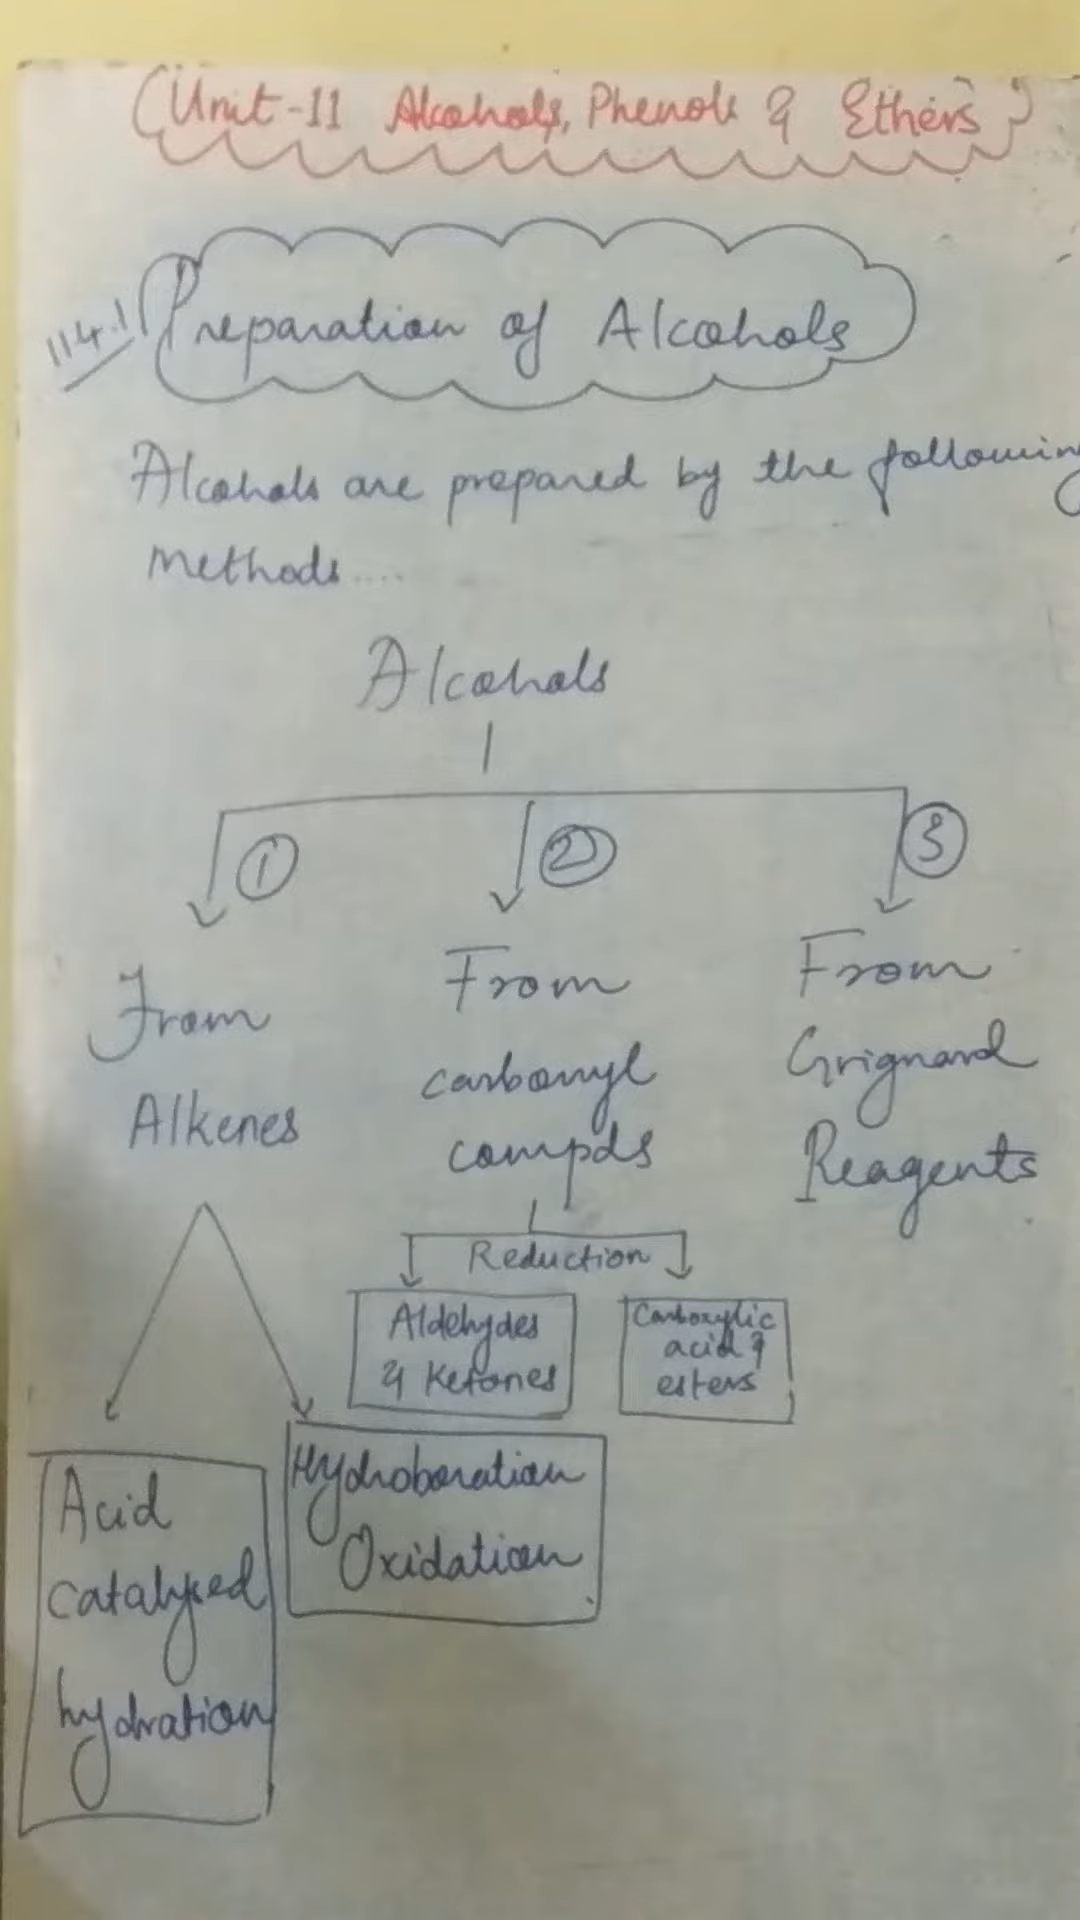 Unit-11 Alcohols, Phenols & Ethers
11.4.1 Preparation of Alcohols
Alcohols are prepared by the following
methods....
Alcohols
1
2
3
From
Alkenes
From
carbonyl
compds
From
Grignard
Reagents
Reduction
Aldehydes
& Ketones
Carboxylic
acid &
esters
Acid
catalysed
hydration
Hydroboration
Oxidation